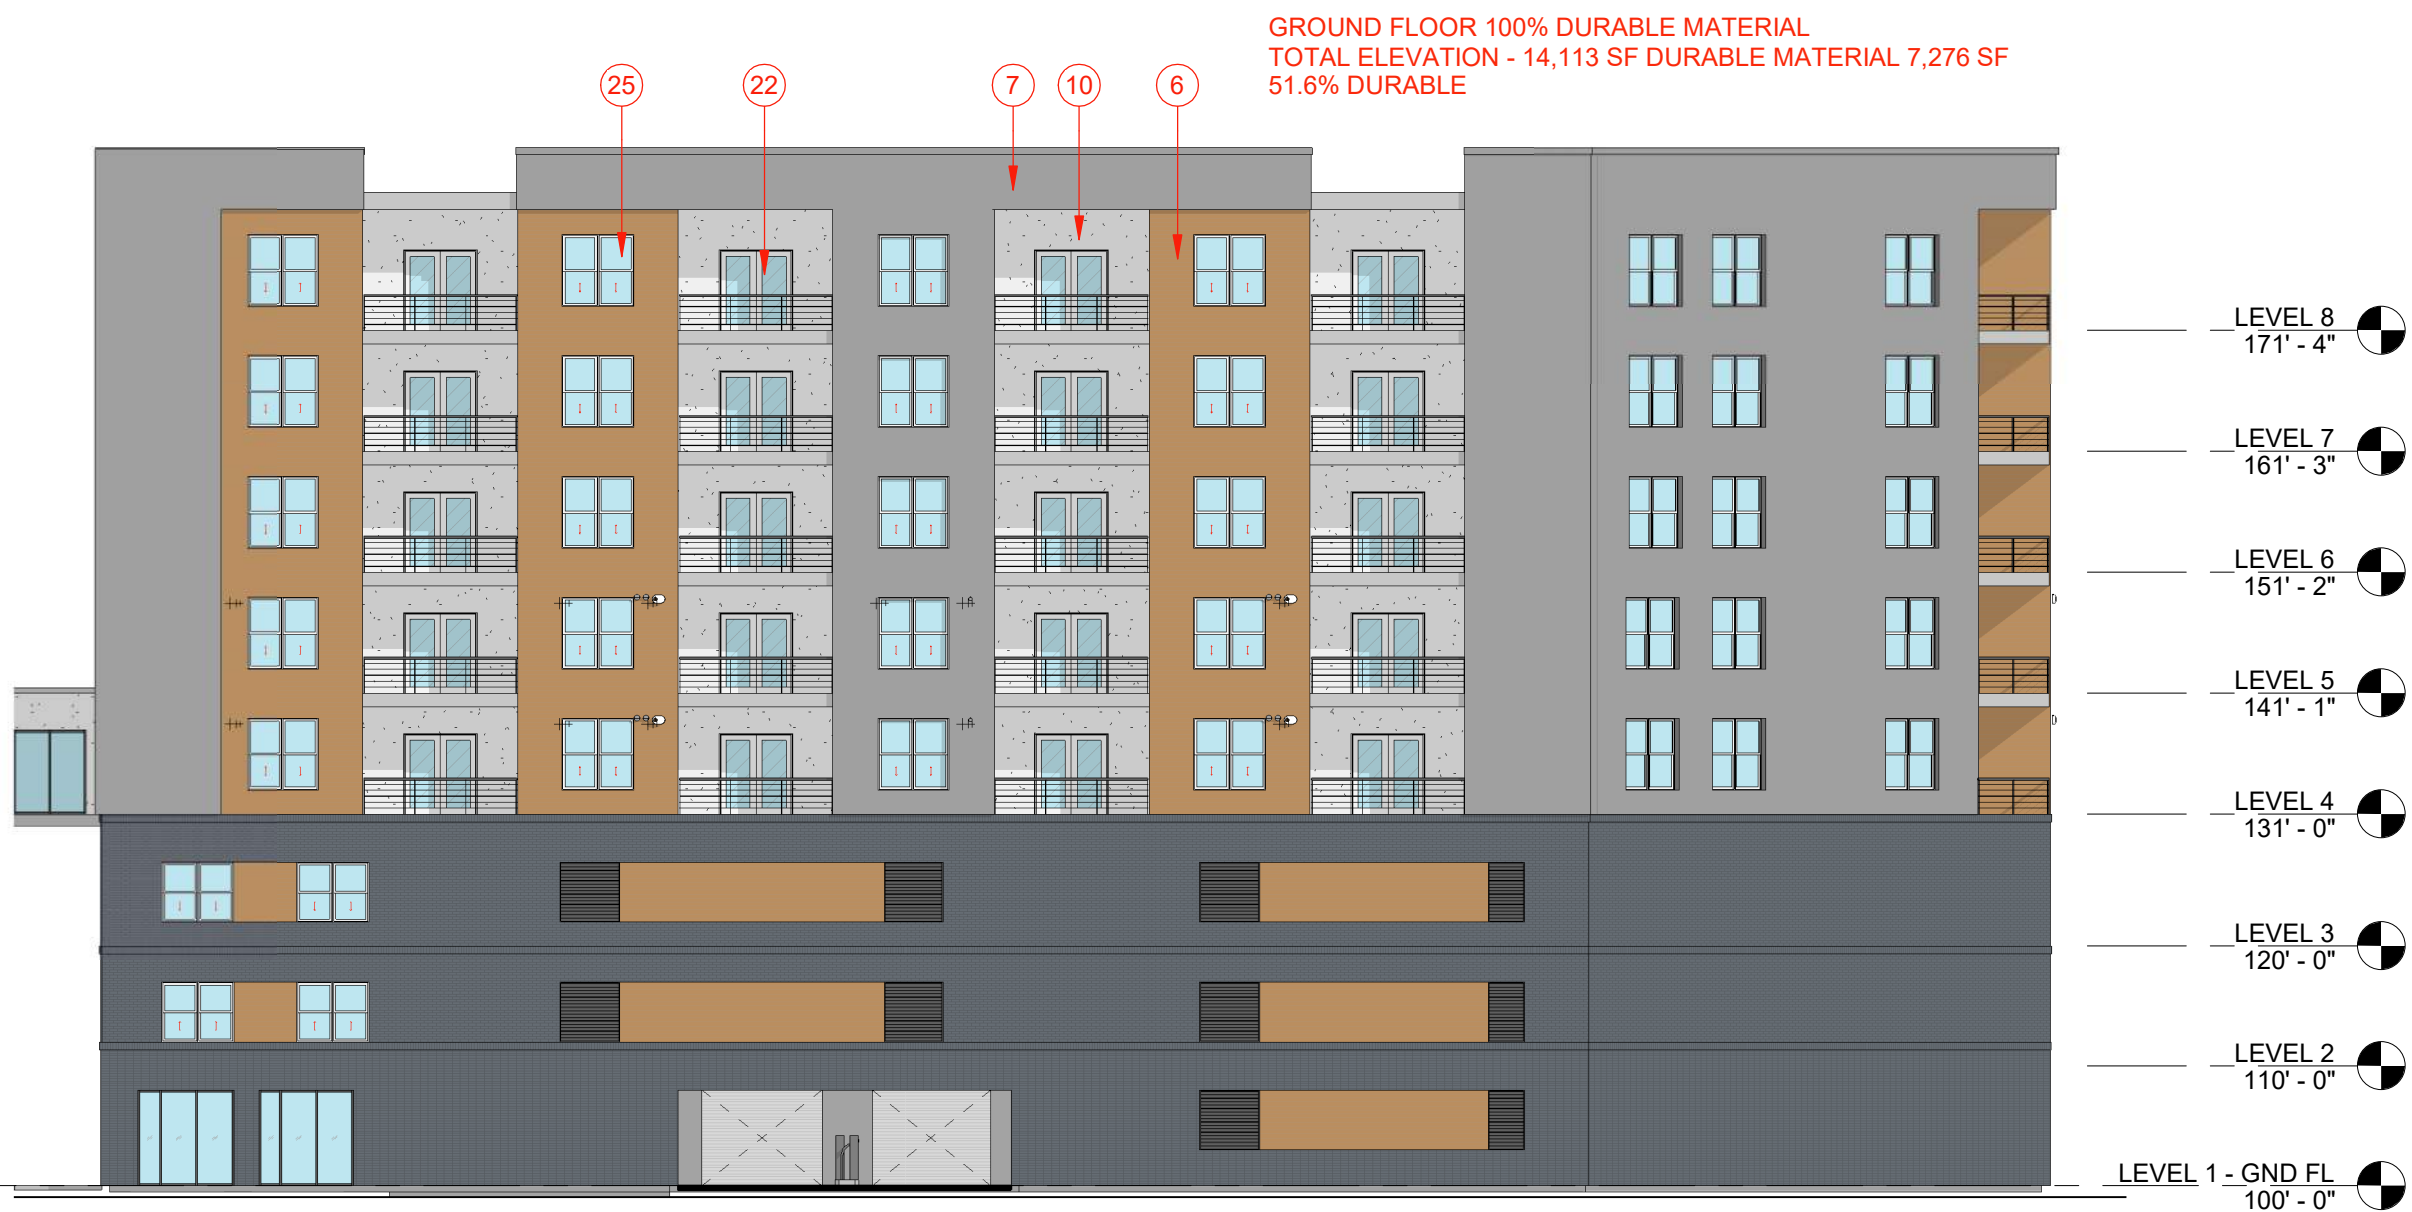 GROUND FLOOR 100% DURABLE MATERIAL
TOTAL ELEVATION - 14,113 SF DURABLE MATERIAL 7,276 SF
51.6% DURABLE
25
22
7
10
6
LEVEL 8
171' - 4"
LEVEL 7
161' - 3"
LEVEL 6
151' - 2"
LEVEL 5
141' - 1"
LEVEL 4
131' - 0"
LEVEL 3
120' - 0"
LEVEL 2
110' - 0"
LEVEL 1 - GND FL
100' - 0"